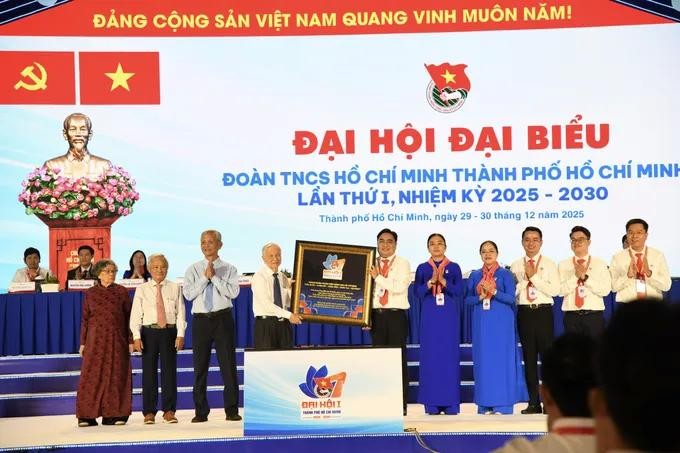 ĐẢNG CỘNG SẢN VIỆT NAM QUANG VINH MUÔN NĂM!
ĐẠI HỘI ĐẠI BIỂU
ĐOÀN TNCS HỒ CHÍ MINH THÀNH PHỐ HỒ CHÍ MINH
LẦN THỨ I, NHIỆM KỲ 2025 - 2030
Thành phố Hồ Chí Minh, ngày 29 - 30 tháng 12 năm 2025
ĐẠI HỘI I
THÀNH PHỐ HỒ CHÍ MINH